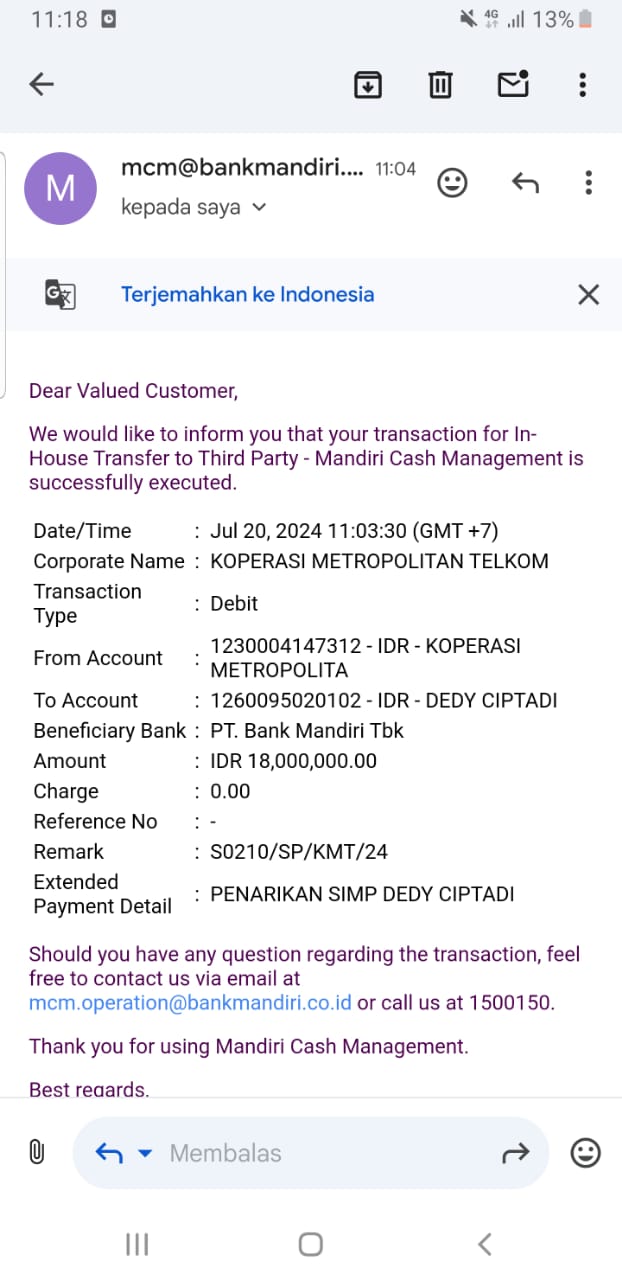 11:18
4G
13%
M
mcm@bankmandiri....
11:04
kepada saya
G
Terjemahkan ke Indonesia
Dear Valued Customer,
We would like to inform you that your transaction for In-
House Transfer to Third Party - Mandiri Cash Management is
successfully executed.
Date/Time : Jul 20, 2024 11:03:30 (GMT +7)
Corporate Name : KOPERASI METROPOLITAN TELKOM
Transaction
Type : Debit
From Account : 1230004147312 - IDR - KOPERASI
METROPOLITA
To Account : 1260095020102 - IDR - DEDY CIPTADI
Beneficiary Bank : PT. Bank Mandiri Tbk
Amount : IDR 18,000,000.00
Charge : 0.00
Reference No : -
Remark : S0210/SP/KMT/24
Extended
Payment Detail : PENARIKAN SIMP DEDY CIPTADI
Should you have any question regarding the transaction, feel
free to contact us via email at
mcm.operation@bankmandiri.co.id or call us at 1500150.
Thank you for using Mandiri Cash Management.
Best regards,
Membalas